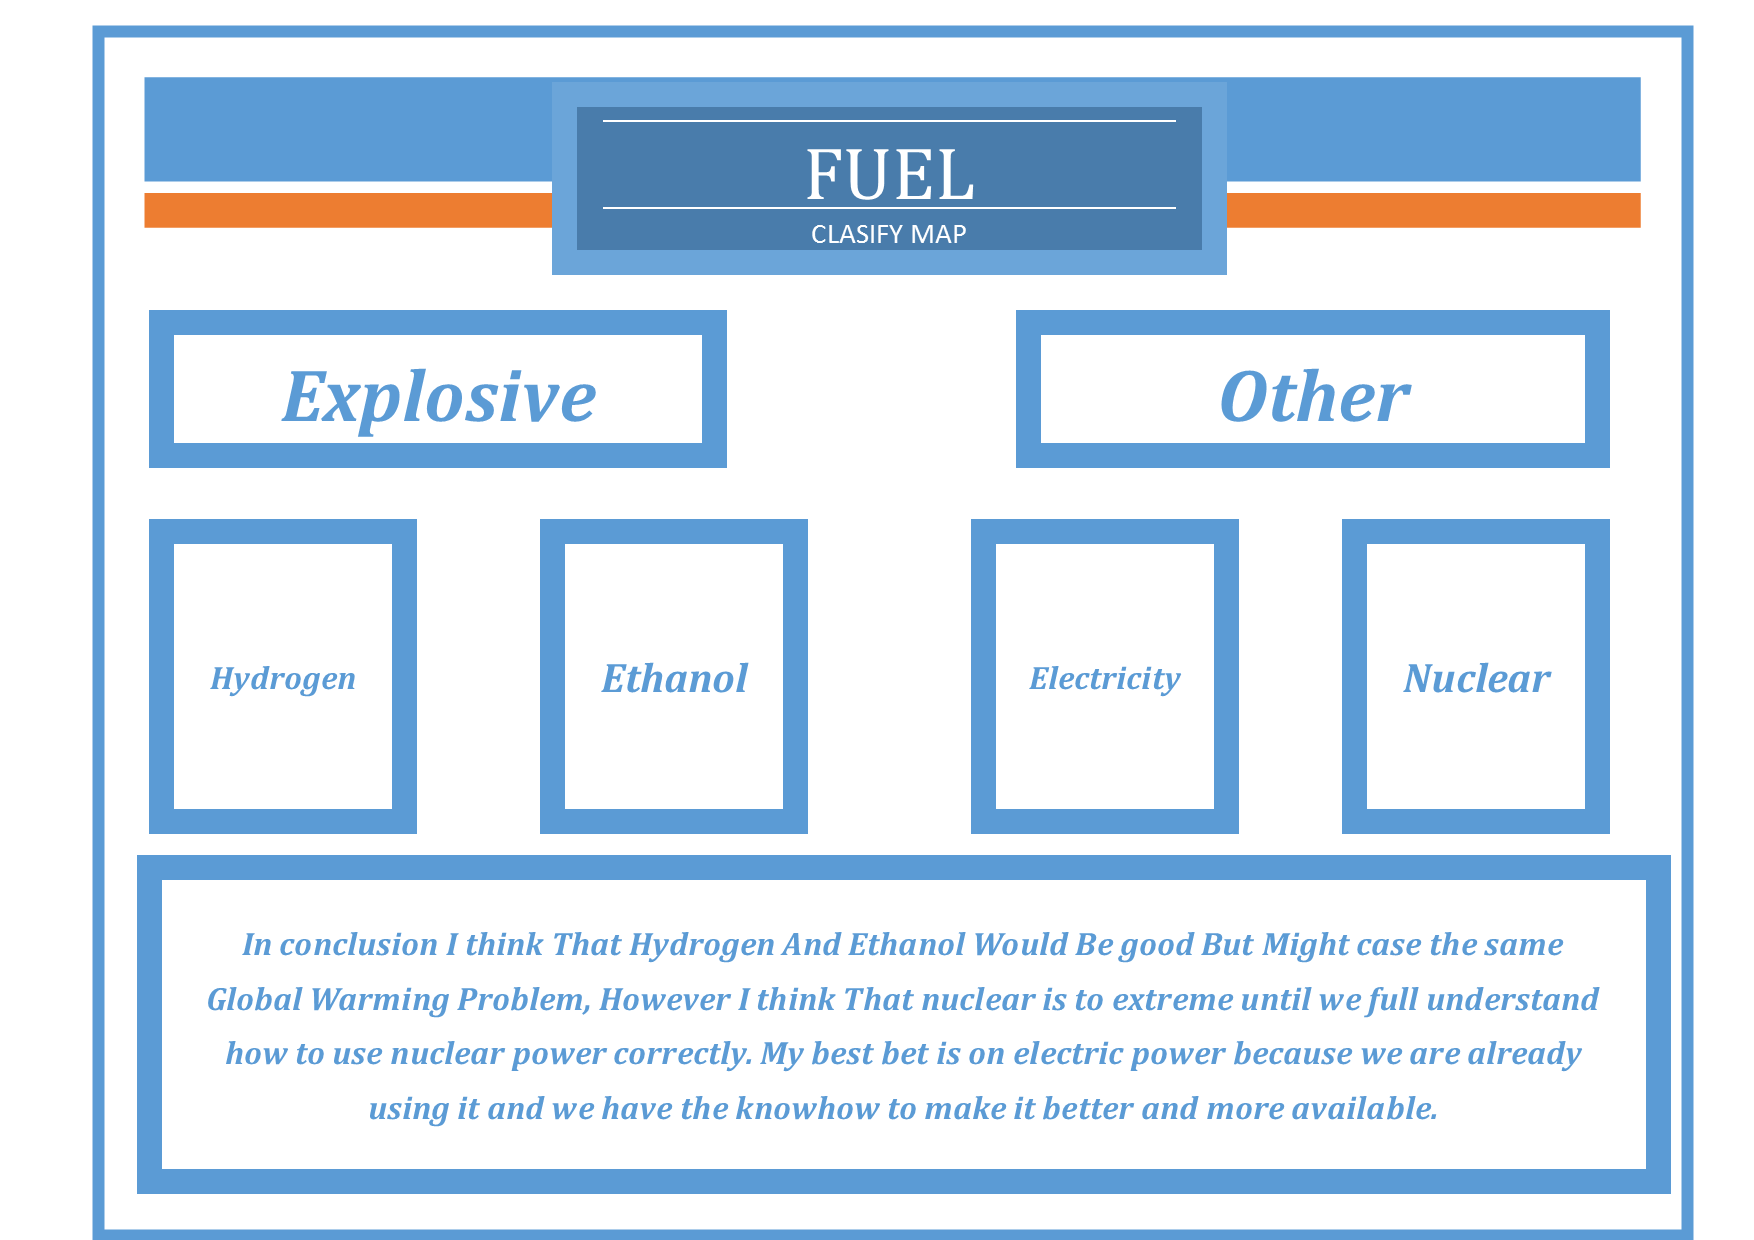 FUEL
CLASIFY MAP
Explosive
Other
Hydrogen
Ethanol
Electricity
Nuclear
In conclusion I think That Hydrogen And Ethanol Would Be good But Might case the same
Global Warming Problem, However I think That nuclear is to extreme until we full understand
how to use nuclear power correctly. My best bet is on electric power because we are already
using it and we have the knowhow to make it better and more available.